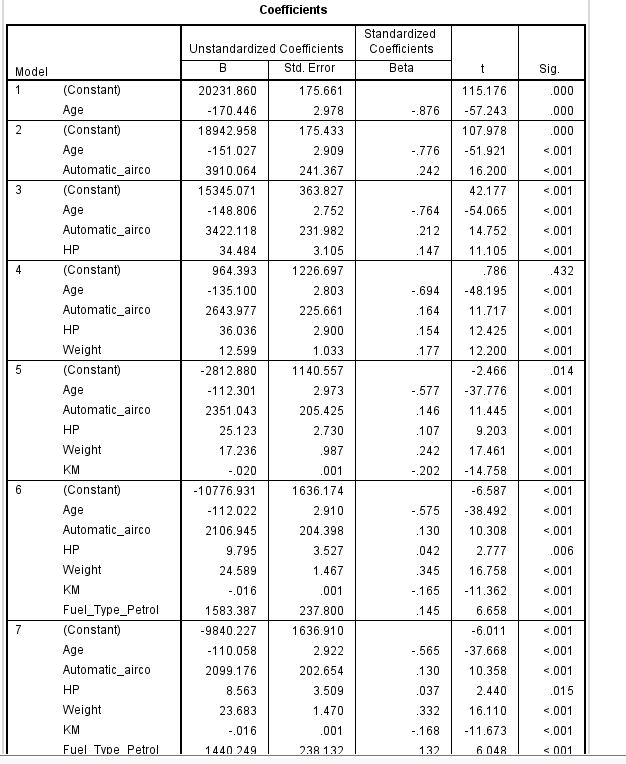 Coefficients
Standardized
Unstandardized Coefficients Coefficients
Model B Std. Error Beta t Sig.
1 (Constant) 20231.860 175.661 115.176 .000
Age -170.446 2.978 -.876 -57.243 .000
2 (Constant) 18942.958 175.433 107.978 .000
Age -151.027 2.909 -.776 -51.921 <.001
Automatic_airco 3910.064 241.367 .242 16.200 <.001
3 (Constant) 15345.071 363.827 42.177 <.001
Age -148.806 2.752 -.764 -54.065 <.001
Automatic_airco 3422.118 231.982 .212 14.752 <.001
HP 34.484 3.105 .147 11.105 <.001
4 (Constant) 964.393 1226.697 .786 .432
Age -135.100 2.803 -.694 -48.195 <.001
Automatic_airco 2643.977 225.661 .164 11.717 <.001
HP 36.036 2.900 .154 12.425 <.001
Weight 12.599 1.033 .177 12.200 <.001
5 (Constant) -2812.880 1140.557 -2.466 .014
Age -112.301 2.973 -.577 -37.776 <.001
Automatic_airco 2351.043 205.425 .146 11.445 <.001
HP 25.123 2.730 .107 9.203 <.001
Weight 17.236 .987 .242 17.461 <.001
KM -.020 .001 -.202 -14.758 <.001
6 (Constant) -10776.931 1636.174 -6.587 <.001
Age -112.022 2.910 -.575 -38.492 <.001
Automatic_airco 2106.945 204.398 .130 10.308 <.001
HP 9.795 3.527 .042 2.777 .006
Weight 24.589 1.467 .345 16.758 <.001
KM -.016 .001 -.165 -11.362 <.001
Fuel_Type_Petrol 1583.387 237.800 .145 6.658 <.001
7 (Constant) -9840.227 1636.910 -6.011 <.001
Age -110.058 2.922 -.565 -37.668 <.001
Automatic_airco 2099.176 202.654 .130 10.358 <.001
HP 8.563 3.509 .037 2.440 .015
Weight 23.683 1.470 .332 16.110 <.001
KM -.016 .001 -.168 -11.673 <.001
Fuel_Type_Petrol 1440.249 238.132 .132 6.048 <.001